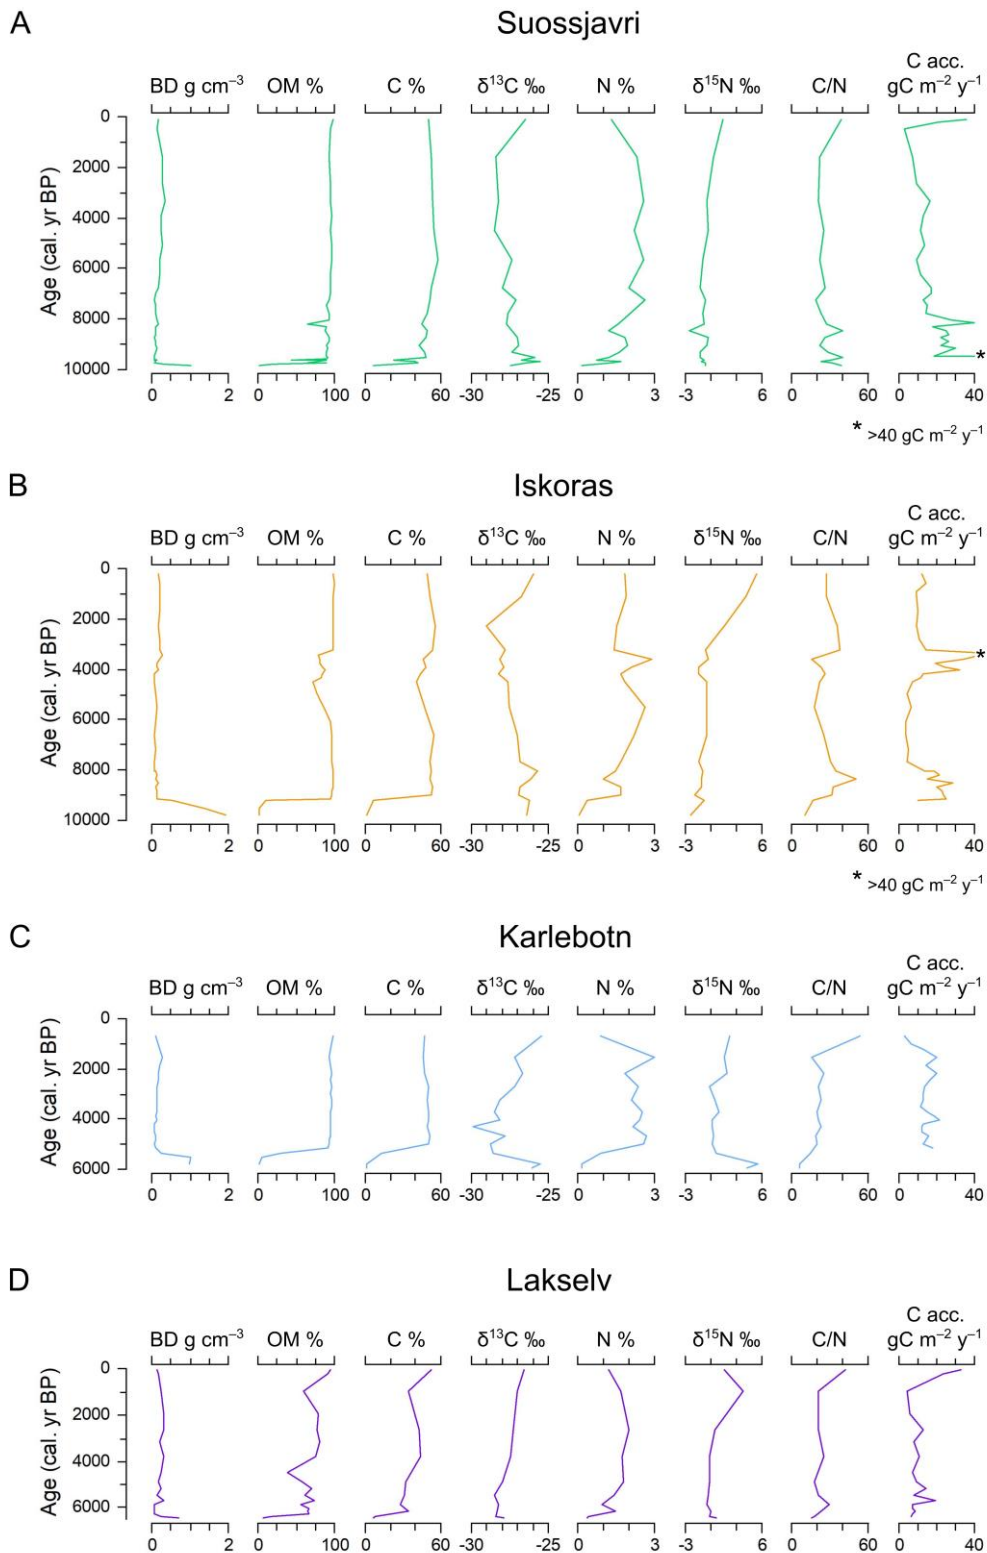 A
Suossjavri
C acc.
BD g cm⁻³ OM % C % δ¹³C ‰ N % δ¹⁵N ‰ C/N gC m⁻² y⁻¹
Age (cal. yr BP)
0
2000
4000
6000
8000
10000
*
0 2 0 100 0 60 -30 -25 0 3 -3 6 0 60 0 40
* >40 gC m⁻² y⁻¹
B
Iskoras
C acc.
BD g cm⁻³ OM % C % δ¹³C ‰ N % δ¹⁵N ‰ C/N gC m⁻² y⁻¹
Age (cal. yr BP)
0
2000
*
4000
6000
8000
10000
0 2 0 100 0 60 -30 -25 0 3 -3 6 0 60 0 40
* >40 gC m⁻² y⁻¹
C
Karlebotn
C acc.
BD g cm⁻³ OM % C % δ¹³C ‰ N % δ¹⁵N ‰ C/N gC m⁻² y⁻¹
Age (cal. yr BP)
0
2000
4000
6000
0 2 0 100 0 60 -30 -25 0 3 -3 6 0 60 0 40
D
Lakselv
C acc.
BD g cm⁻³ OM % C % δ¹³C ‰ N % δ¹⁵N ‰ C/N gC m⁻² y⁻¹
Age (cal. yr BP)
0
2000
4000
6000
0 2 0 100 0 60 -30 -25 0 3 -3 6 0 60 0 40